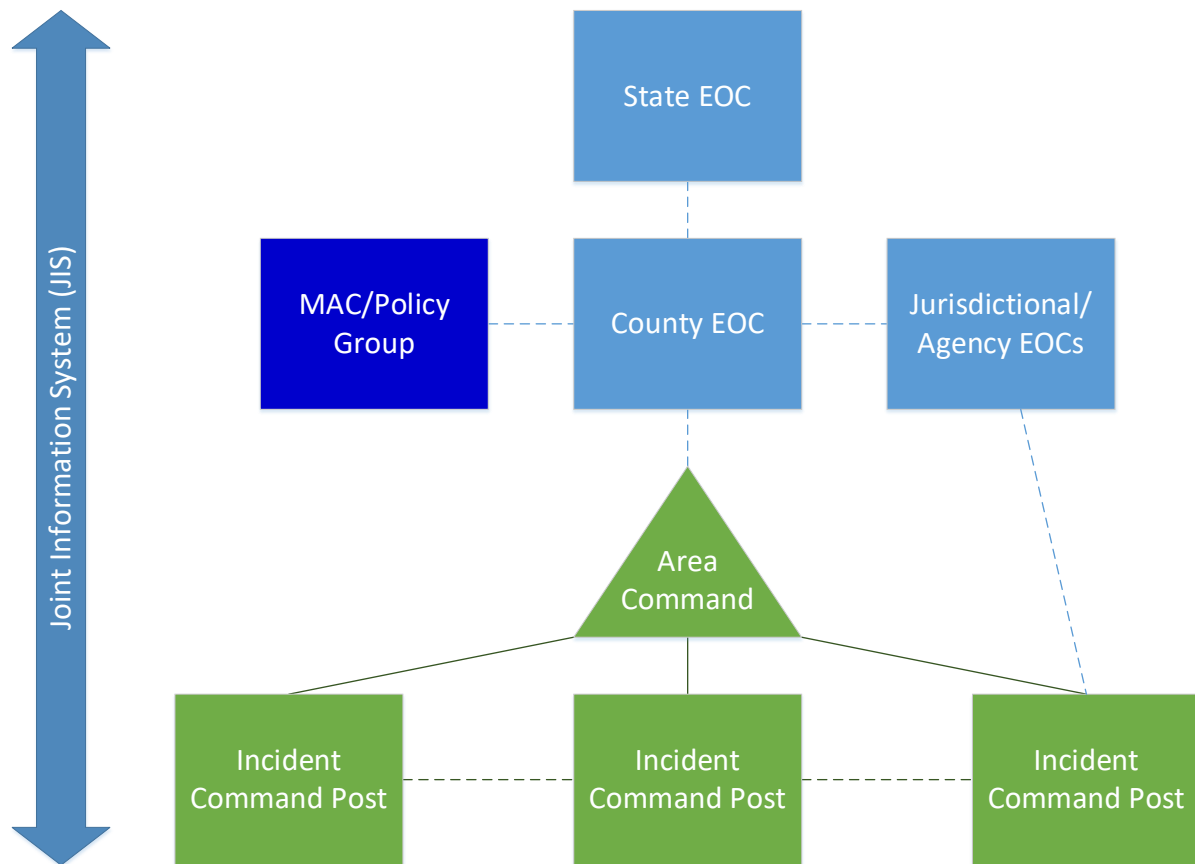 Joint Information System (JIS)
State EOC
MAC/Policy
Group
County EOC
Jurisdictional/
Agency EOCs
Area
Command
Incident
Command Post
Incident
Command Post
Incident
Command Post